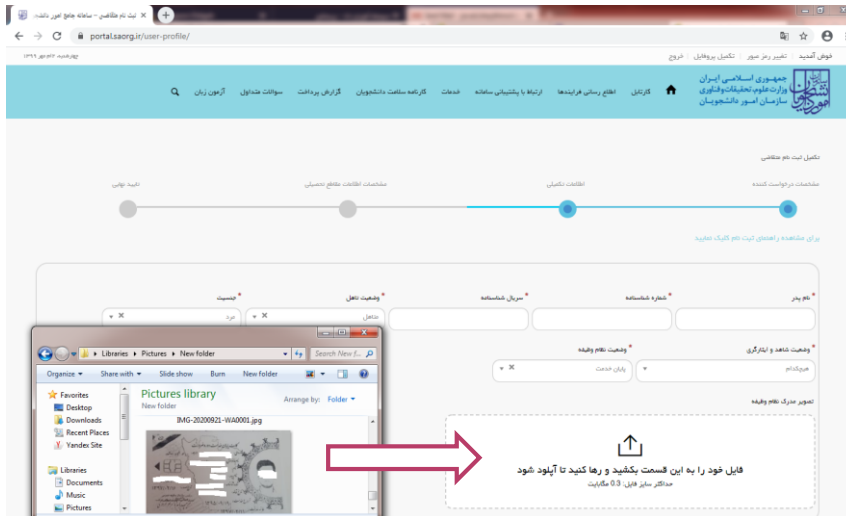 ثبت نام متقاضی – سامانه جامع امور دانشد
portal.saorg.ir/user-profile/
خوش آمدید | تغییر رمز عبور | تکمیل پروفایل | خروج
چهارشنبه ۲مهر ۱۳۹۹
جمهوری اسلامی ایران
وزارت علوم، تحقیقات و فناوری
سازمان امور دانشجویان
کارتابل
اطلاع رسانی فرایندها
ارتباط با پشتیبانی سامانه
خدمات
کارنامه سلامت دانشجویان
گزارش پرداخت
سوالات متداول
آزمون زبان
تکمیل ثبت نام متقاضی
مشخصات درخواست کننده
اطلاعات تکمیلی
مشخصات اطلاعات مقاطع تحصیلی
تایید نهایی
برای مشاهده راهنمای ثبت نام کلیک نمایید
* نام پدر
* شماره شناسنامه
* سریال شناسنامه
* وضعیت تاهل
* جنسیت
متاهل
مرد
* وضعیت شاهد و ایثارگری
* وضعیت نظام وظیفه
هیچکدام
پایان خدمت
تصویر مدرک نظام وظیفه
فایل خود را به این قسمت بکشید و رها کنید تا آپلود شود
حداکثر سایز فایل: 0.3 مگابایت
Libraries ▸ Pictures ▸ New folder
Search New f...
Organize
Share with
Slide show
Burn
New folder
Favorites
Desktop
Downloads
Recent Places
Yandex Site
Libraries
Documents
Music
Pictures
Pictures library
New folder
Arrange by: Folder
IMG-20200921-WA0001.jpg